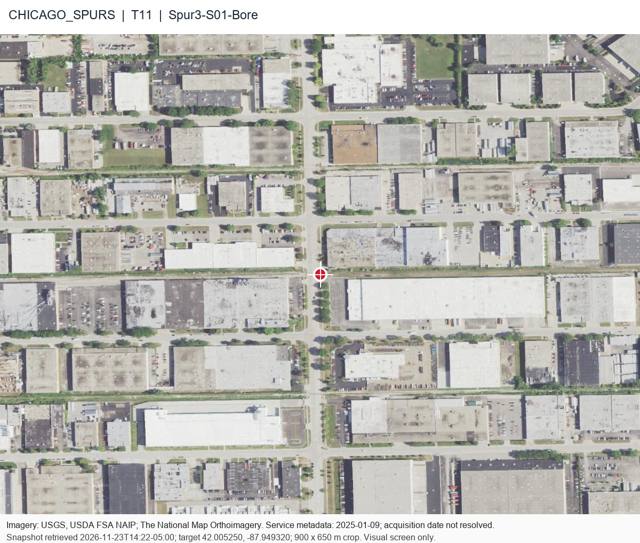 CHICAGO_SPURS | T11 | Spur3-S01-Bore
Imagery: USGS, USDA FSA NAIP; The National Map Orthoimagery. Service metadata: 2025-01-09; acquisition date not resolved.
Snapshot retrieved 2026-11-23T14:22-05:00; target 42.005250, -87.949320; 900 x 650 m crop. Visual screen only.